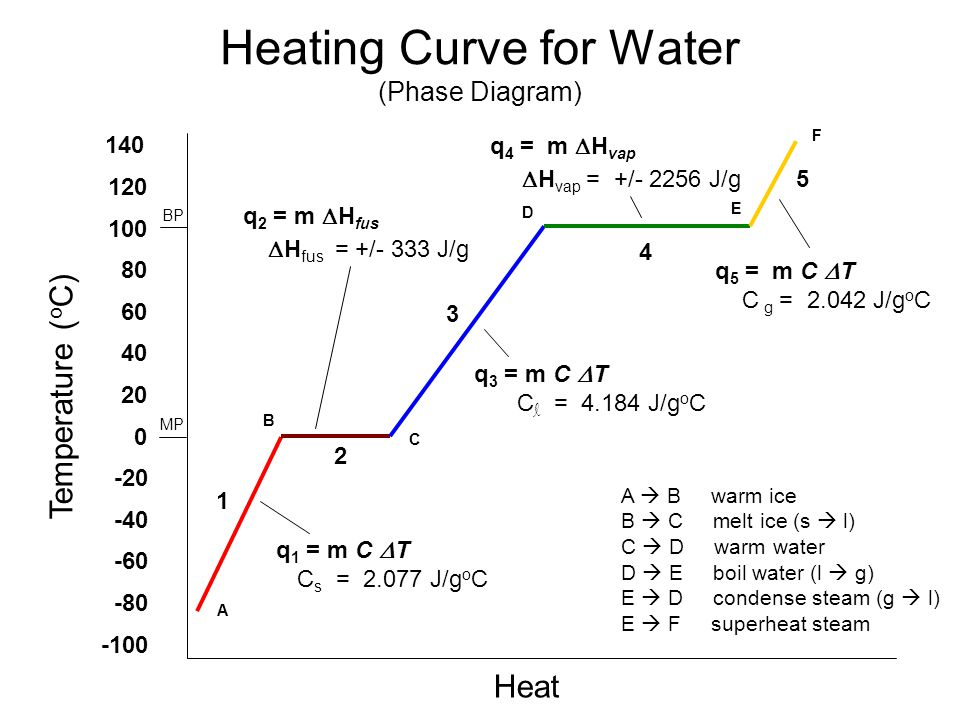 Heating Curve for Water
(Phase Diagram)
Temperature (oC)
140
120
100
80
60
40
20
0
-20
-40
-60
-80
-100
BP
MP
q4 = m ΔHvap
ΔHvap = +/- 2256 J/g
q2 = m ΔHfus
ΔHfus = +/- 333 J/g
F
5
D
E
4
q5 = m C ΔT
C g = 2.042 J/goC
3
q3 = m C ΔT
Cℓ = 4.184 J/goC
B
C
2
1
q1 = m C ΔT
Cs = 2.077 J/goC
A
A → B warm ice
B → C melt ice (s → l)
C → D warm water
D → E boil water (l → g)
E → D condense steam (g → l)
E → F superheat steam
Heat